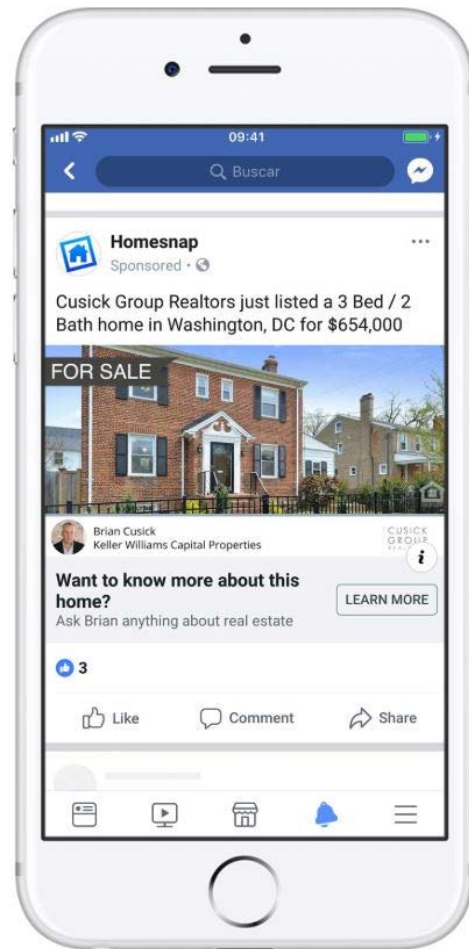 09:41
Buscar
Homesnap
Sponsored
Cusick Group Realtors just listed a 3 Bed / 2
Bath home in Washington, DC for $654,000
FOR SALE
Brian Cusick
Keller Williams Capital Properties
CUSICK
GROUP
i
Want to know more about this
home?
Ask Brian anything about real estate
LEARN MORE
3
Like
Comment
Share